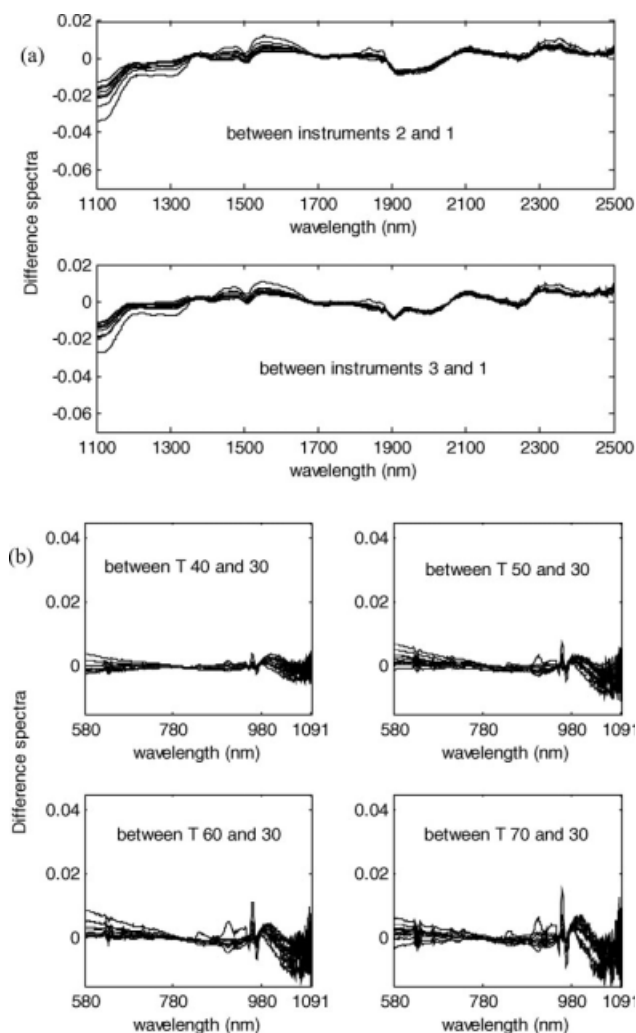 (a)
Difference spectra
0.02
0
-0.02
-0.04
-0.06
between instruments 2 and 1
1100 1300 1500 1700 1900 2100 2300 2500
wavelength (nm)
0.02
0
-0.02
-0.04
-0.06
between instruments 3 and 1
1100 1300 1500 1700 1900 2100 2300 2500
wavelength (nm)
(b)
Difference spectra
0.04
0.02
0
between T 40 and 30
580 780 980 1091
wavelength (nm)
0.04
0.02
0
between T 50 and 30
580 780 980 1091
wavelength (nm)
0.04
0.02
0
between T 60 and 30
580 780 980 1091
wavelength (nm)
0.04
0.02
0
between T 70 and 30
580 780 980 1091
wavelength (nm)